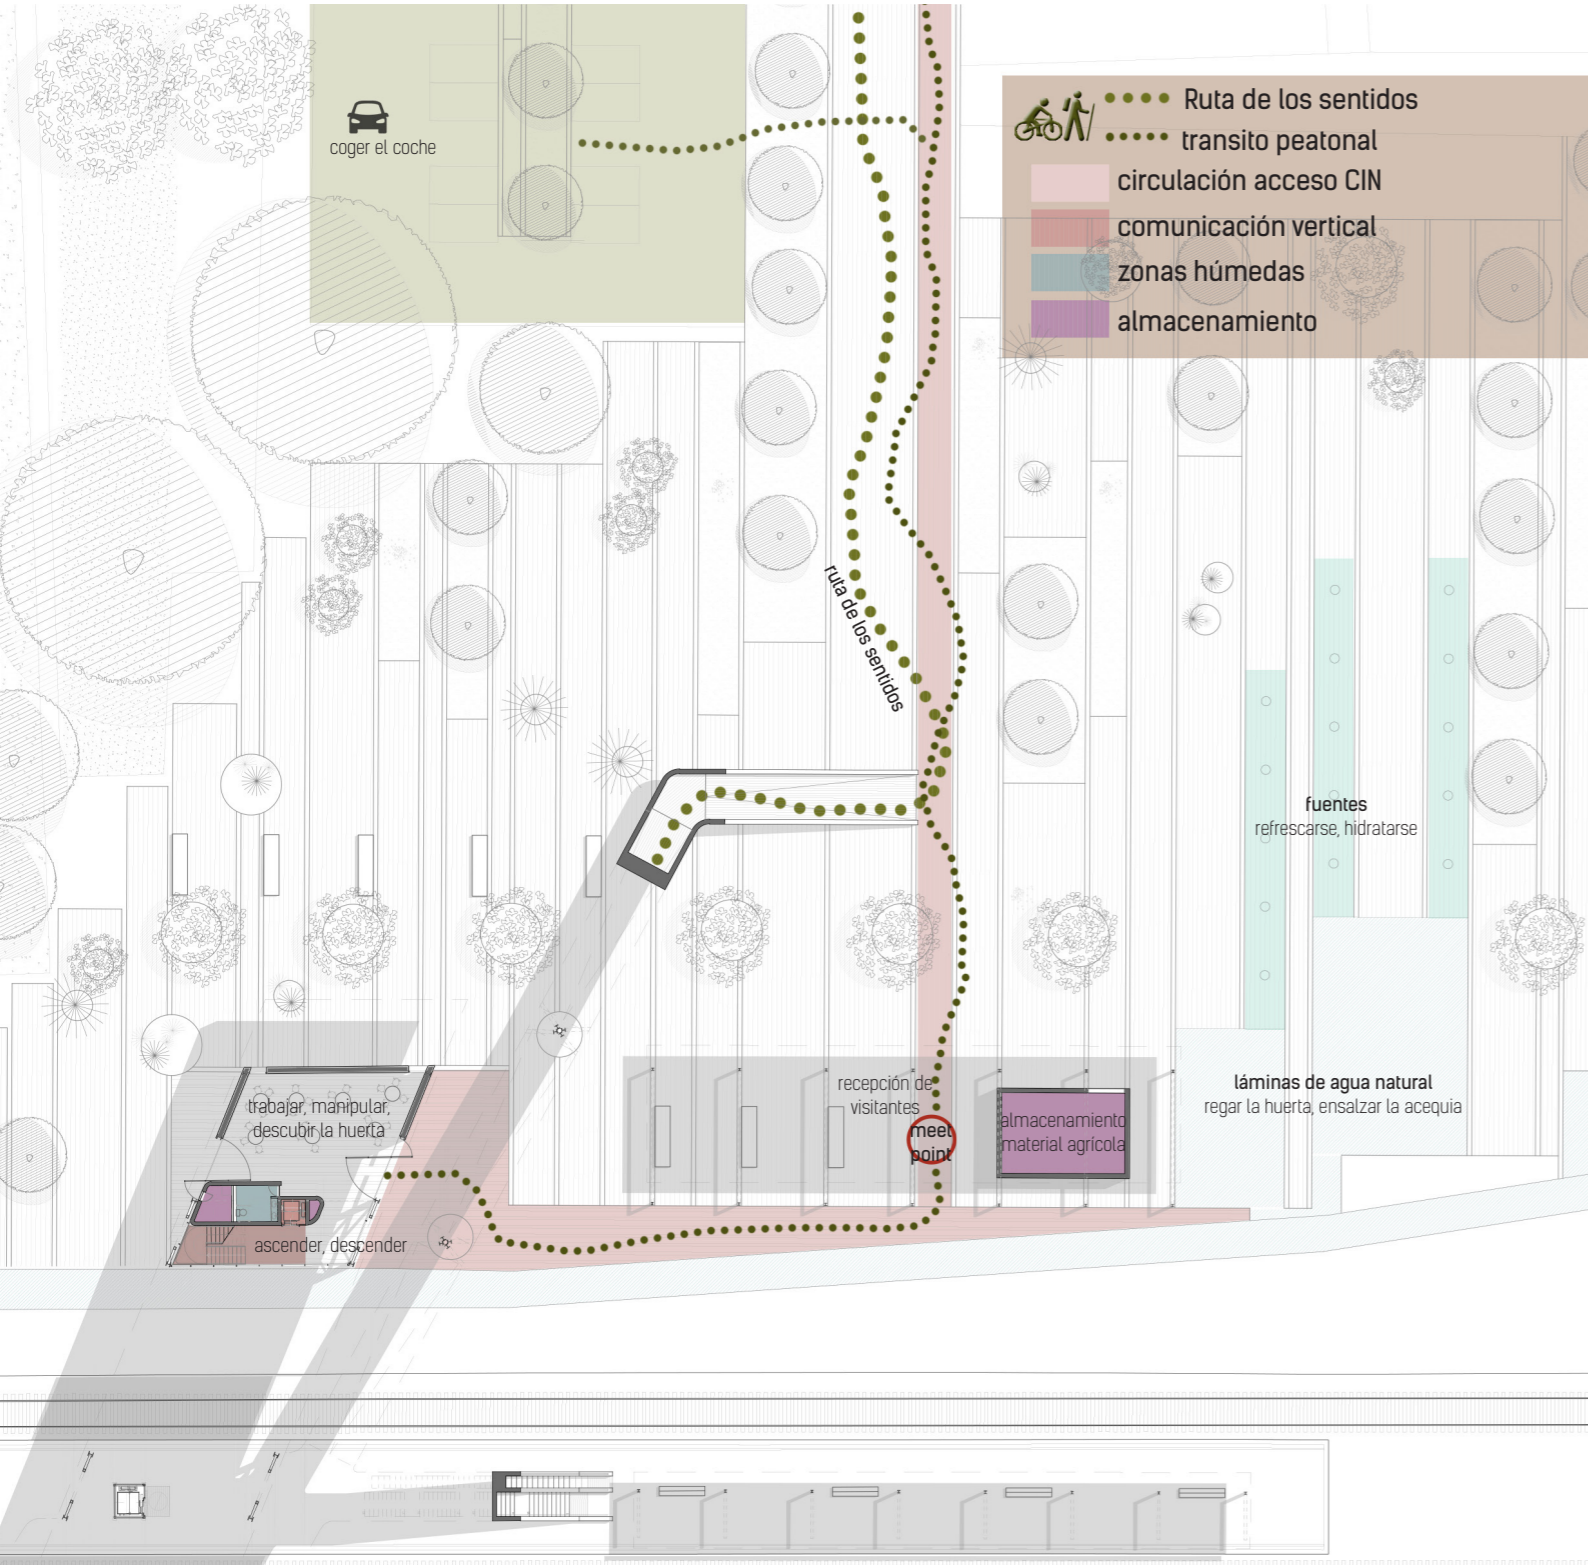 coger el coche
Ruta de los sentidos
transito peatonal
circulación acceso CIN
comunicación vertical
zonas húmedas
almacenamiento
ruta de los sentidos
fuentes
refrescarse, hidratarse
láminas de agua natural
regar la huerta, ensalzar la acequia
recepción de
visitantes
meet
point
almacenamiento
material agrícola
trabajar, manipular,
descubir la huerta
ascender, descender